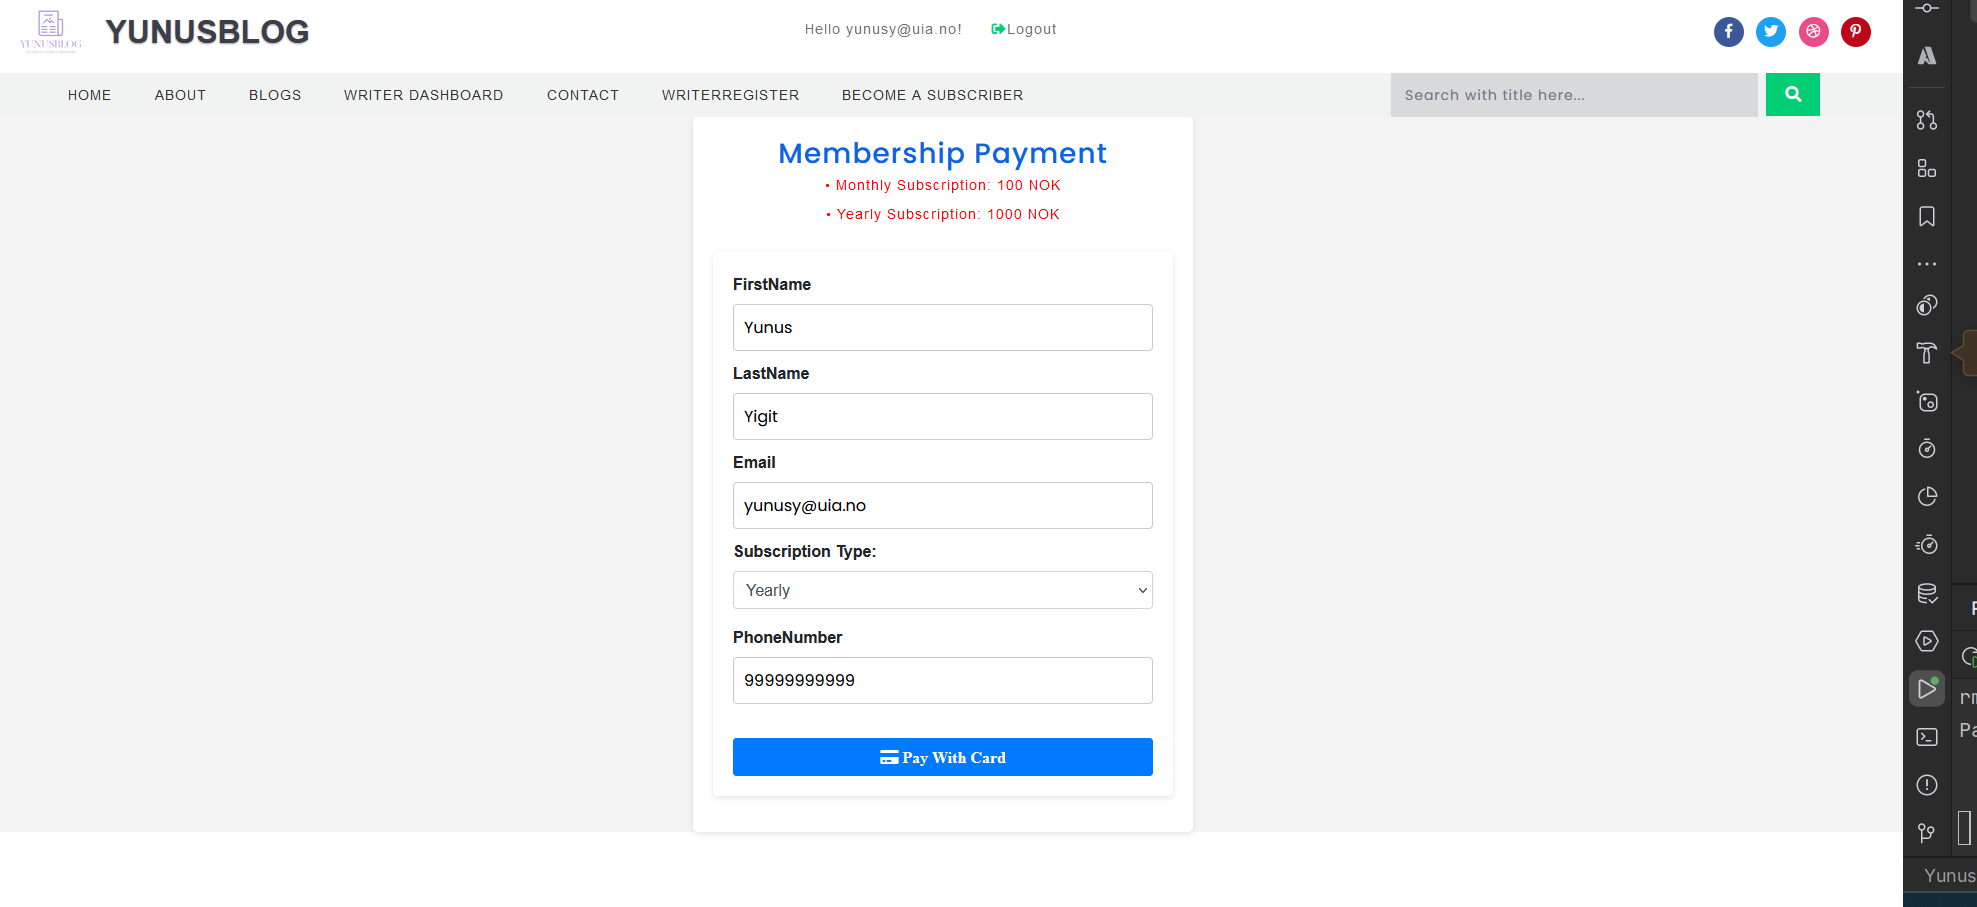 YUNUSBLOG
YUNUSBLOG
Hello yunusy@uia.no!
Logout
HOME
ABOUT
BLOGS
WRITER DASHBOARD
CONTACT
WRITERREGISTER
BECOME A SUBSCRIBER
Search with title here...
Membership Payment
• Monthly Subscription: 100 NOK
• Yearly Subscription: 1000 NOK
FirstName
Yunus
LastName
Yigit
Email
yunusy@uia.no
Subscription Type:
Yearly
PhoneNumber
99999999999
Pay With Card
rm
Pa
Yunus